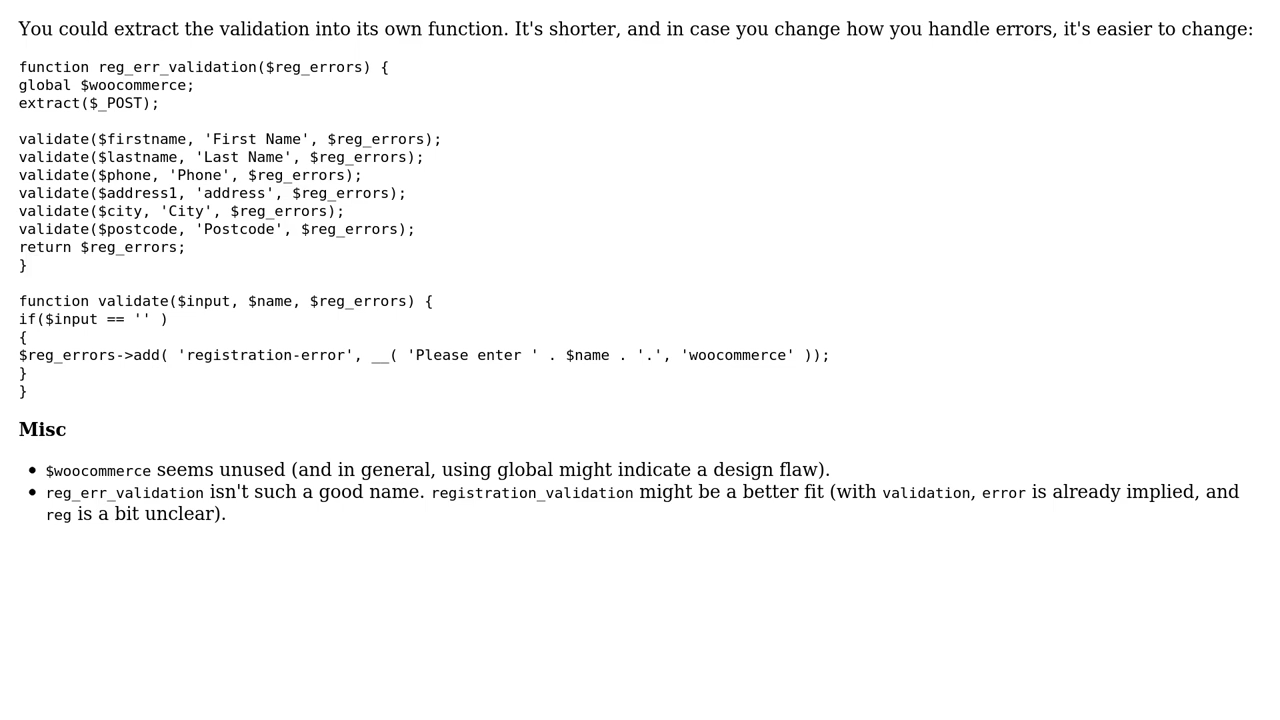 You could extract the validation into its own function. It's shorter, and in case you change how you handle errors, it's easier to change:
function reg_err_validation($reg_errors) {
global $woocommerce;
extract($_POST);
validate($firstname, 'First Name', $reg_errors);
validate($lastname, 'Last Name', $reg_errors);
validate($phone, 'Phone', $reg_errors);
validate($address1, 'address', $reg_errors);
validate($city, 'City', $reg_errors);
validate($postcode, 'Postcode', $reg_errors);
return $reg_errors;
}
function validate($input, $name, $reg_errors) {
if($input == '' )
{
$reg_errors->add( 'registration-error', __( 'Please enter ' . $name . '.', 'woocommerce' ));
}
}
Misc
• $woocommerce seems unused (and in general, using global might indicate a design flaw).
• reg_err_validation isn't such a good name. registration_validation might be a better fit (with validation, error is already implied, and
reg is a bit unclear).